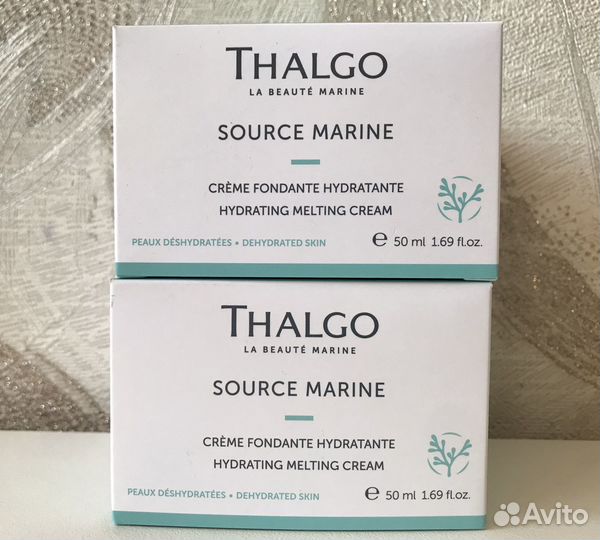 THALGO
LA BEAUTÉ MARINE
SOURCE MARINE
CRÈME FONDANTE HYDRATANTE
HYDRATING MELTING CREAM
PEAUX DÉSHYDRATÉES • DEHYDRATED SKIN ℮ 50 ml 1.69 fl.oz.
THALGO
LA BEAUTÉ MARINE
SOURCE MARINE
CRÈME FONDANTE HYDRATANTE
HYDRATING MELTING CREAM
PEAUX DÉSHYDRATÉES • DEHYDRATED SKIN ℮ 50 ml 1.69 fl.oz.
Avito